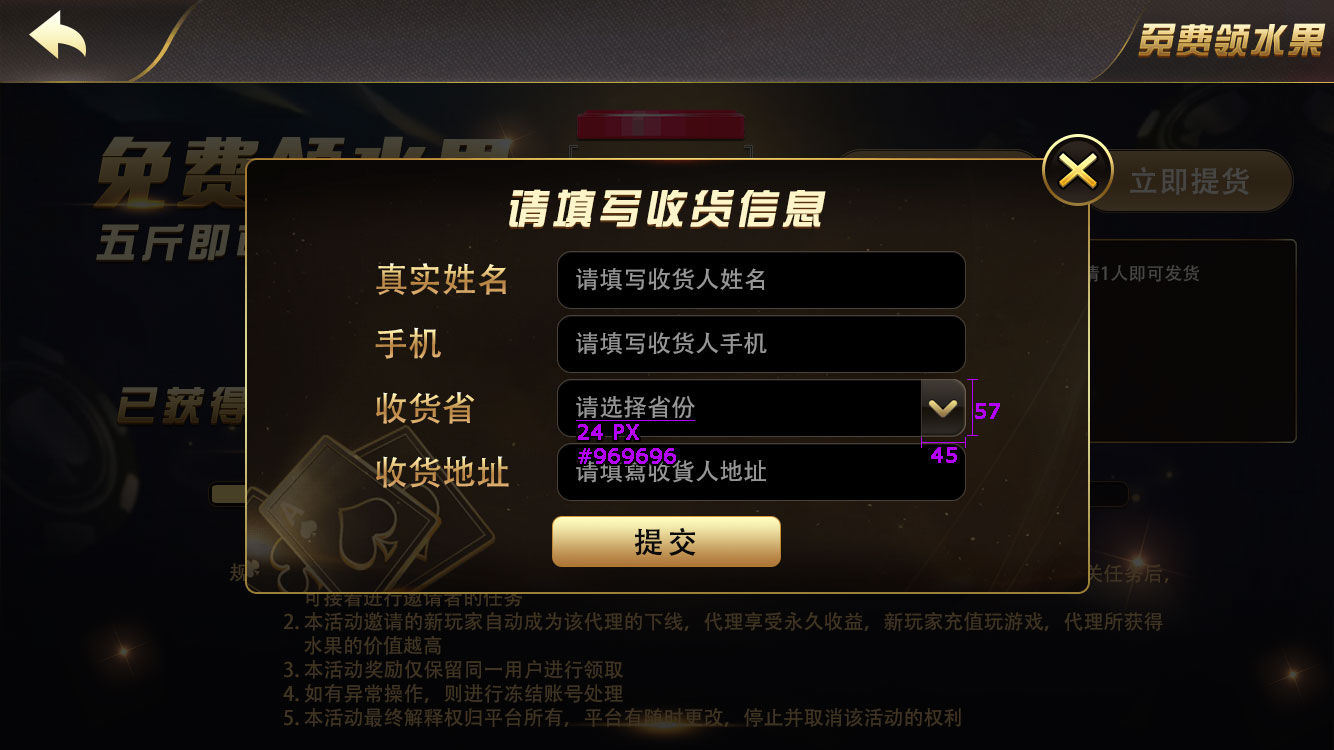 免费领水果
免费领水果
立即提货
五斤即可
请填写收货信息
真实姓名
请填写收货人姓名
请1人即可发货
手机
请填写收货人手机
已获得
收货省
请选择省份
57
24 PX
#969696
45
收货地址
请填寫收貨人地址
A
提交
规
关任务后,
可接着进行邀请者的任务
2. 本活动邀请的新玩家自动成为该代理的下线, 代理享受永久收益, 新玩家充值玩游戏, 代理所获得
水果的价值越高
3. 本活动奖励仅保留同一用户进行领取
4. 如有异常操作, 则进行冻结账号处理
5. 本活动最终解释权归平台所有, 平台有随时更改, 停止并取消该活动的权利